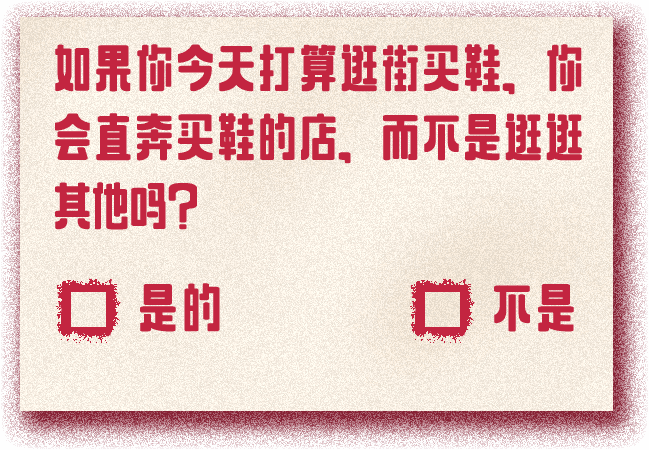 如果你今天打算逛街买鞋，你
会直奔买鞋的店，而不是逛逛
其他吗？
是的
不是